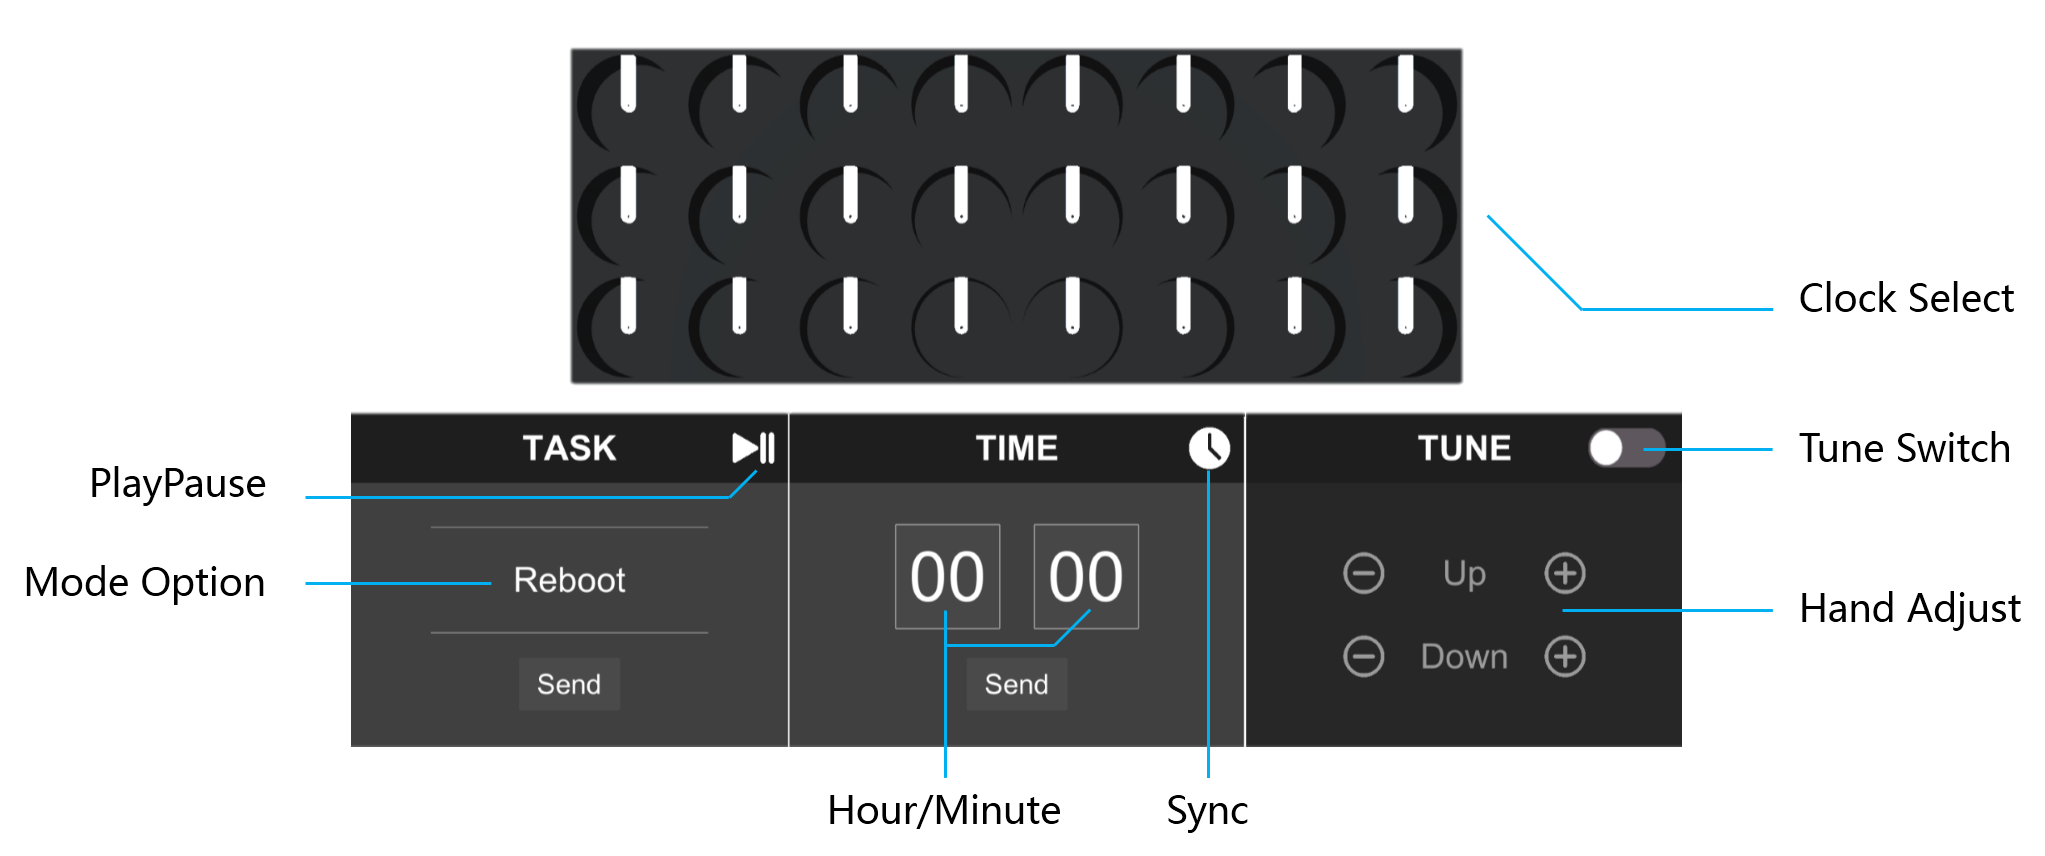 Clock Select
TASK
TIME
TUNE
Tune Switch
PlayPause
Mode Option
Reboot
00
00
Up
Down
Hand Adjust
Send
Send
Hour/Minute
Sync